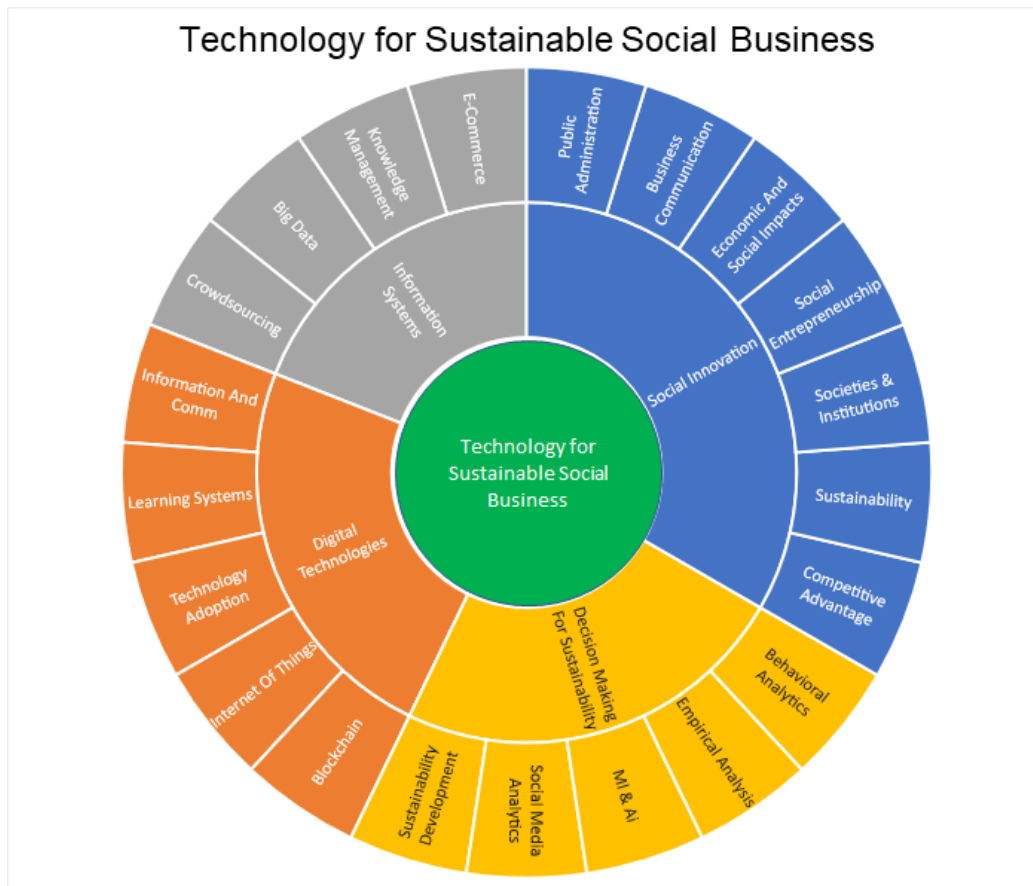 Technology for Sustainable Social Business
Public
Administration
Business
Communication
Economic And
Social Impacts
Social
Entrepreneurship
Societies &
Institutions
Sustainability
Competitive
Advantage
Behavioral
Analytics
Empirical Analysis
Ml & Ai
Social Media
Analytics
Sustainability
Development
Blockchain
Internet Of Things
Technology
Adoption
Learning Systems
Information And
Comm
Crowdsourcing
Big Data
Knowledge
Management
E-Commerce
Social Innovation
Decision Making
For Sustainability
Digital
Technologies
Information
Systems
Technology for
Sustainable Social
Business